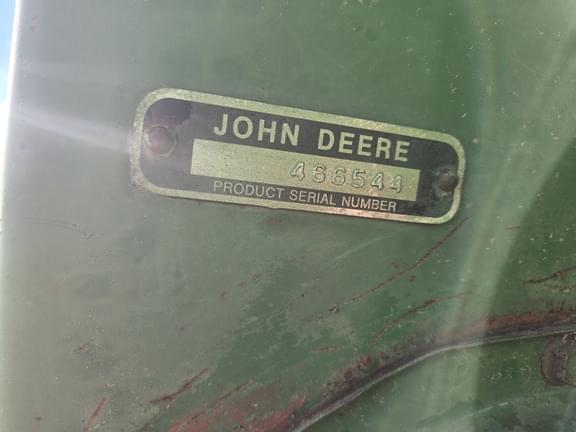 JOHN DEERE
466544
PRODUCT SERIAL NUMBER